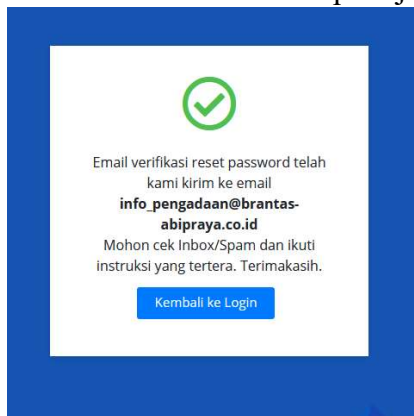 Email verifikasi reset password telah
kami kirim ke email
info_pengadaan@brantas-
abipraya.co.id
Mohon cek Inbox/Spam dan ikuti
instruksi yang tertera. Terimakasih.
Kembali ke Login